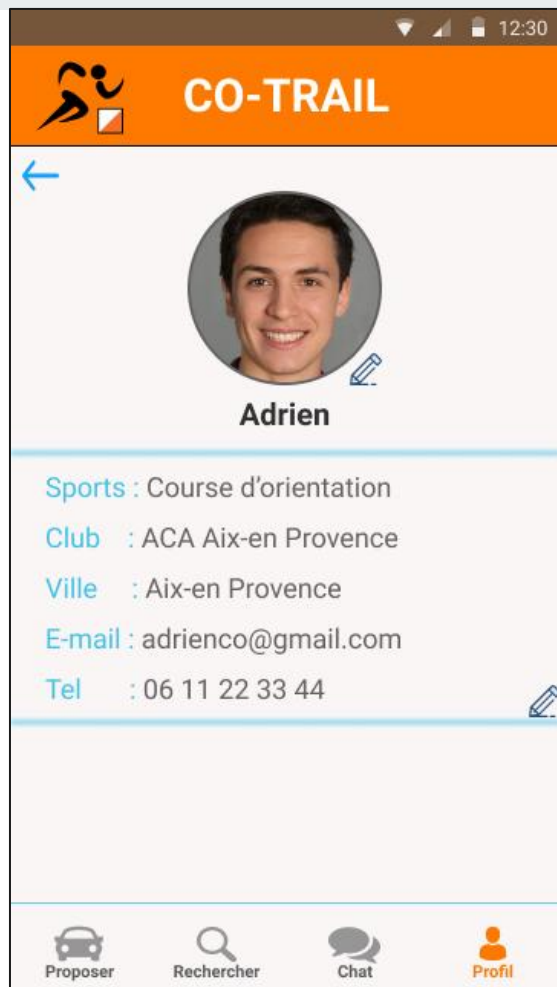 12:30
CO-TRAIL
Adrien
Sports : Course d'orientation
Club : ACA Aix-en Provence
Ville : Aix-en Provence
E-mail : adrienco@gmail.com
Tel : 06 11 22 33 44
Proposer Rechercher Chat Profil